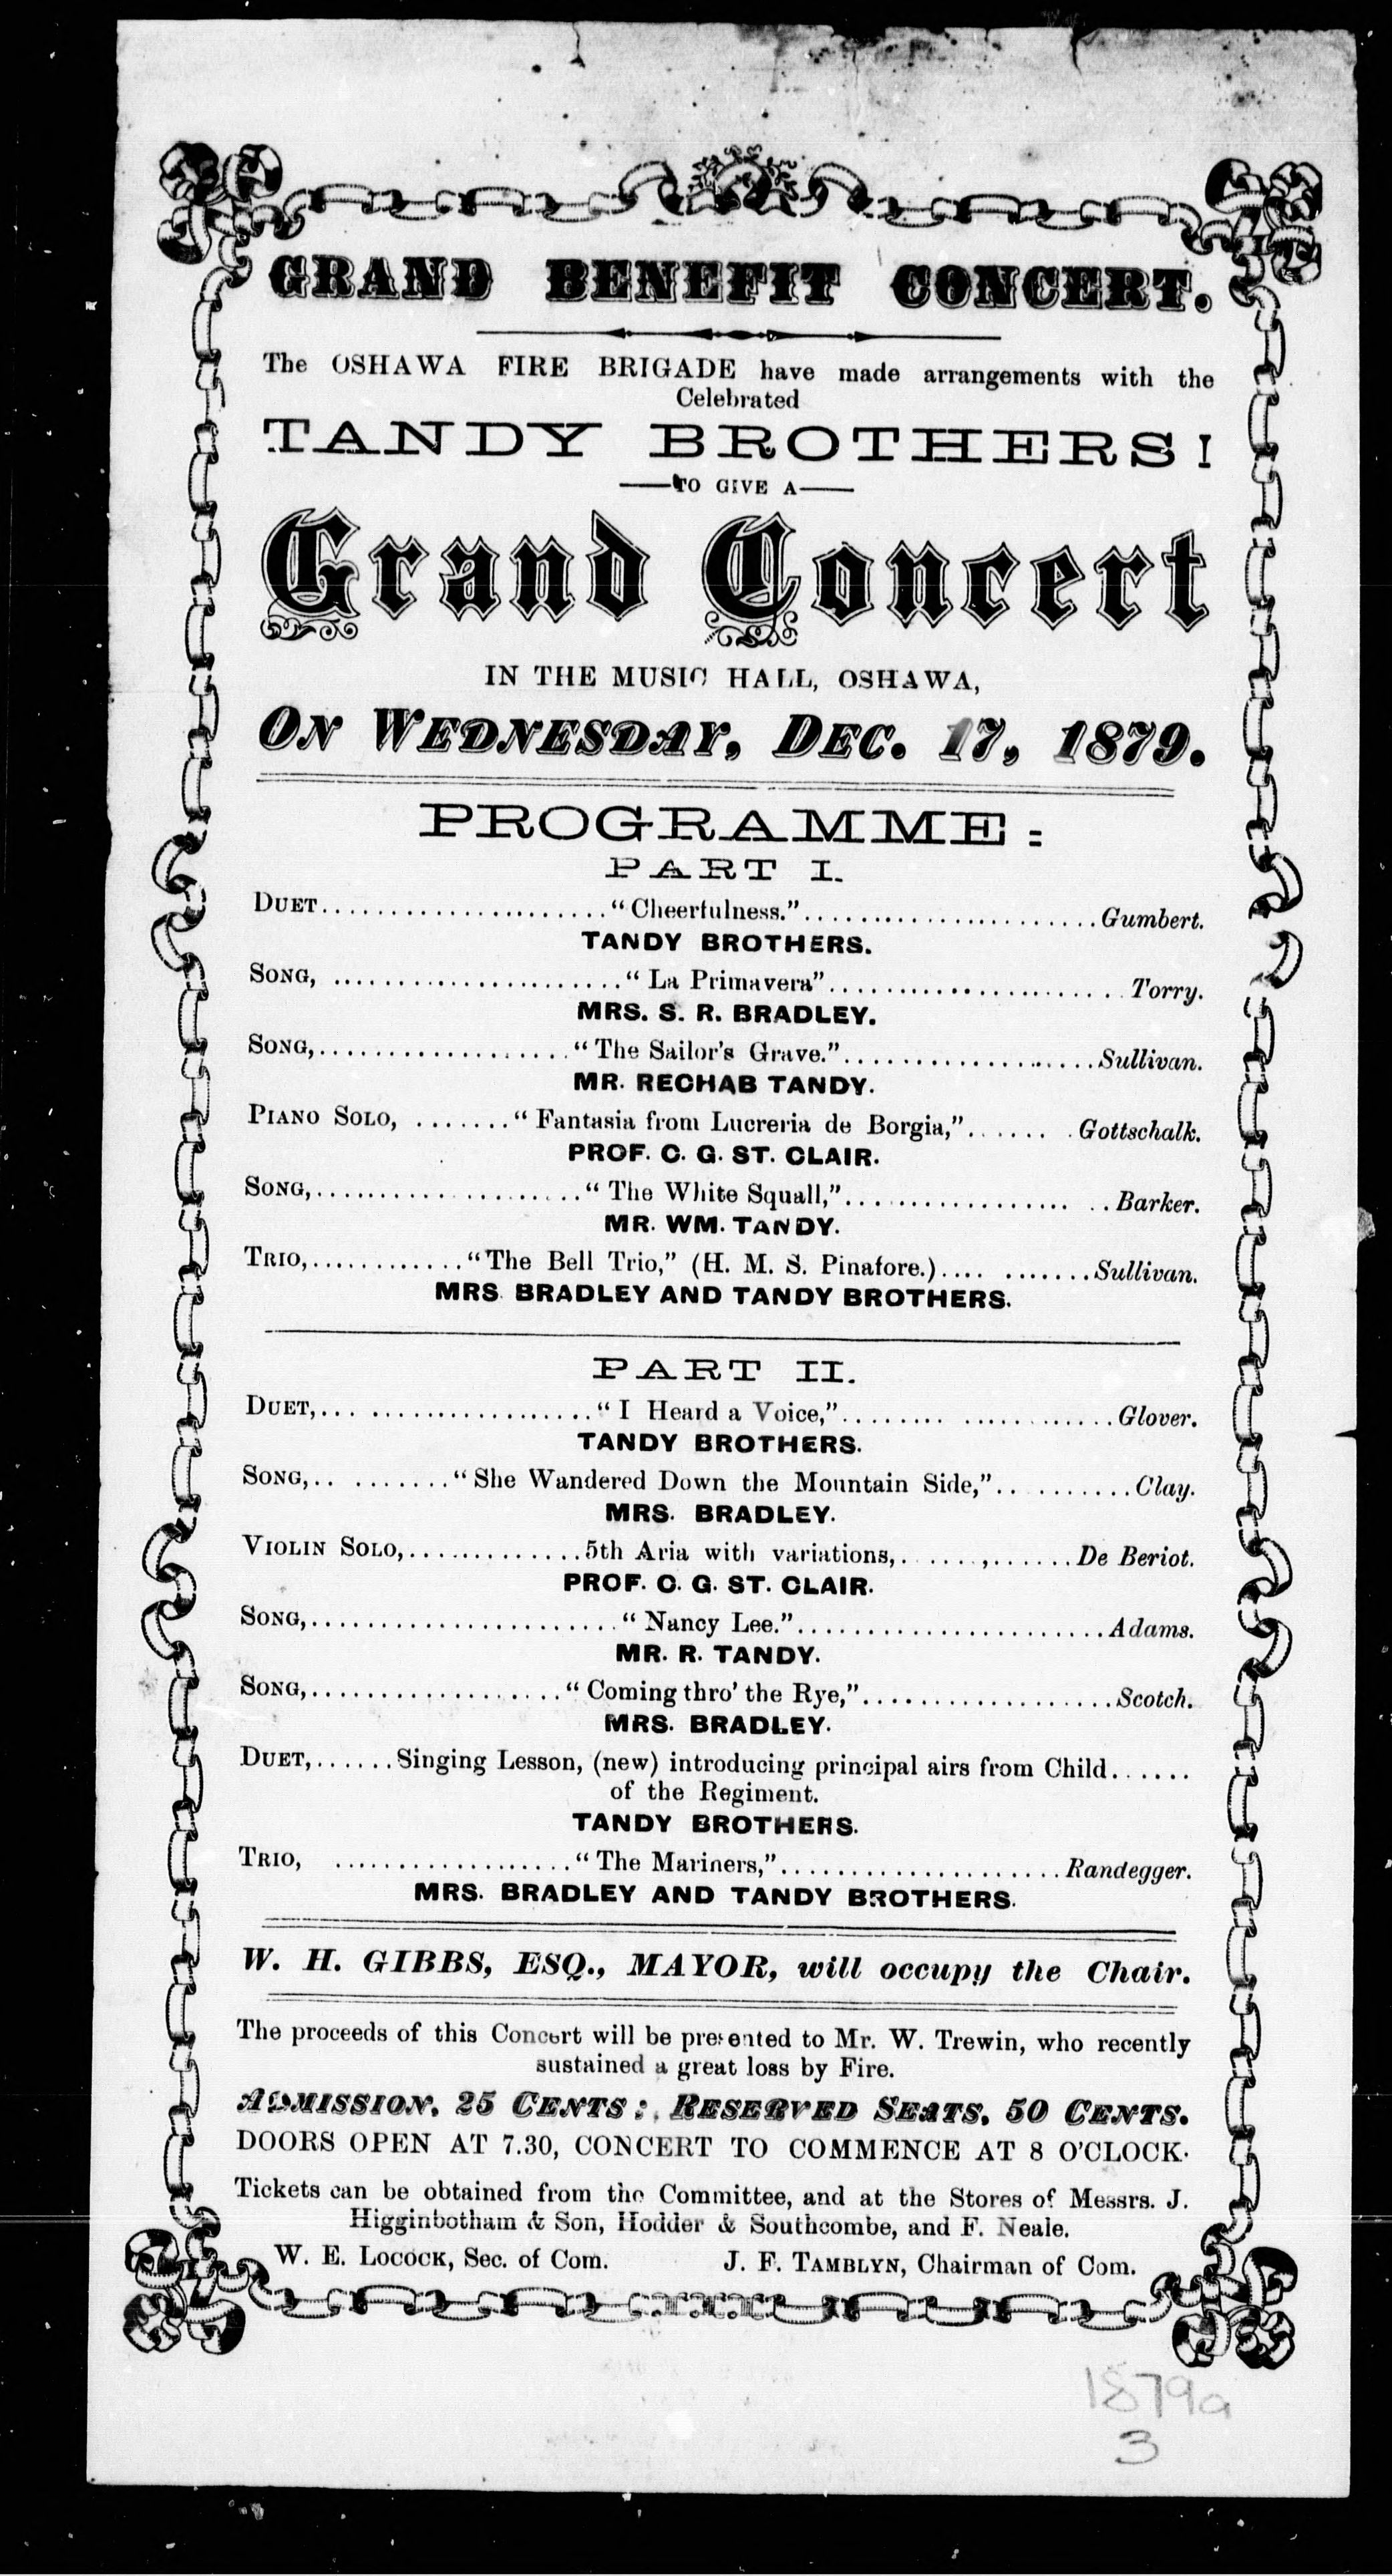 GRAND BENEFIT CONCERT.
The OSHAWA FIRE BRIGADE have made arrangements with the
Celebrated
TANDY BROTHERS!
TO GIVE A
Grand Concert
IN THE MUSIC HALL, OSHAWA,
ON WEDNESDAY, DEC. 17, 1879.
PROGRAMME:
PART I.
DUET......................"Cheerfulness."......................Gumbert.
TANDY BROTHERS.
SONG, ......................"La Primavera"......................Torry.
MRS. S. R. BRADLEY.
SONG,...................."The Sailor's Grave."....................Sullivan.
MR. RECHAB TANDY.
PIANO SOLO, ......."Fantasia from Lucreria de Borgia,".......Gottschalk.
PROF. C. G. ST. CLAIR.
SONG,....................."The White Squall,"....................Barker.
MR. WM. TANDY.
TRIO,............"The Bell Trio," (H. M. S. Pinafore.)...........Sullivan.
MRS. BRADLEY AND TANDY BROTHERS.
PART II.
DUET,....................."I Heard a Voice,"....................Glover.
TANDY BROTHERS.
SONG,.........."She Wandered Down the Mountain Side,"...........Clay.
MRS. BRADLEY.
VIOLIN SOLO,..............5th Aria with variations,.............De Beriot.
PROF. C. G. ST. CLAIR.
SONG,........................"Nancy Lee."........................Adams.
MR. R. TANDY.
SONG,...................."Coming thro' the Rye,"....................Scotch.
MRS. BRADLEY.
DUET,......Singing Lesson, (new) introducing principal airs from Child......
of the Regiment.
TANDY BROTHERS.
TRIO, ..................."The Mariners,"......................Randegger.
MRS. BRADLEY AND TANDY BROTHERS.
W. H. GIBBS, ESQ., MAYOR, will occupy the Chair.
The proceeds of this Concert will be presented to Mr. W. Trewin, who recently
sustained a great loss by Fire.
ADMISSION, 25 CENTS; RESERVED SEATS, 50 CENTS.
DOORS OPEN AT 7.30, CONCERT TO COMMENCE AT 8 O'CLOCK.
Tickets can be obtained from the Committee, and at the Stores of Messrs. J.
Higginbotham & Son, Hodder & Southcombe, and F. Neale.
W. E. LOCOCK, Sec. of Com. J. F. TAMBLYN, Chairman of Com.
1879a
3